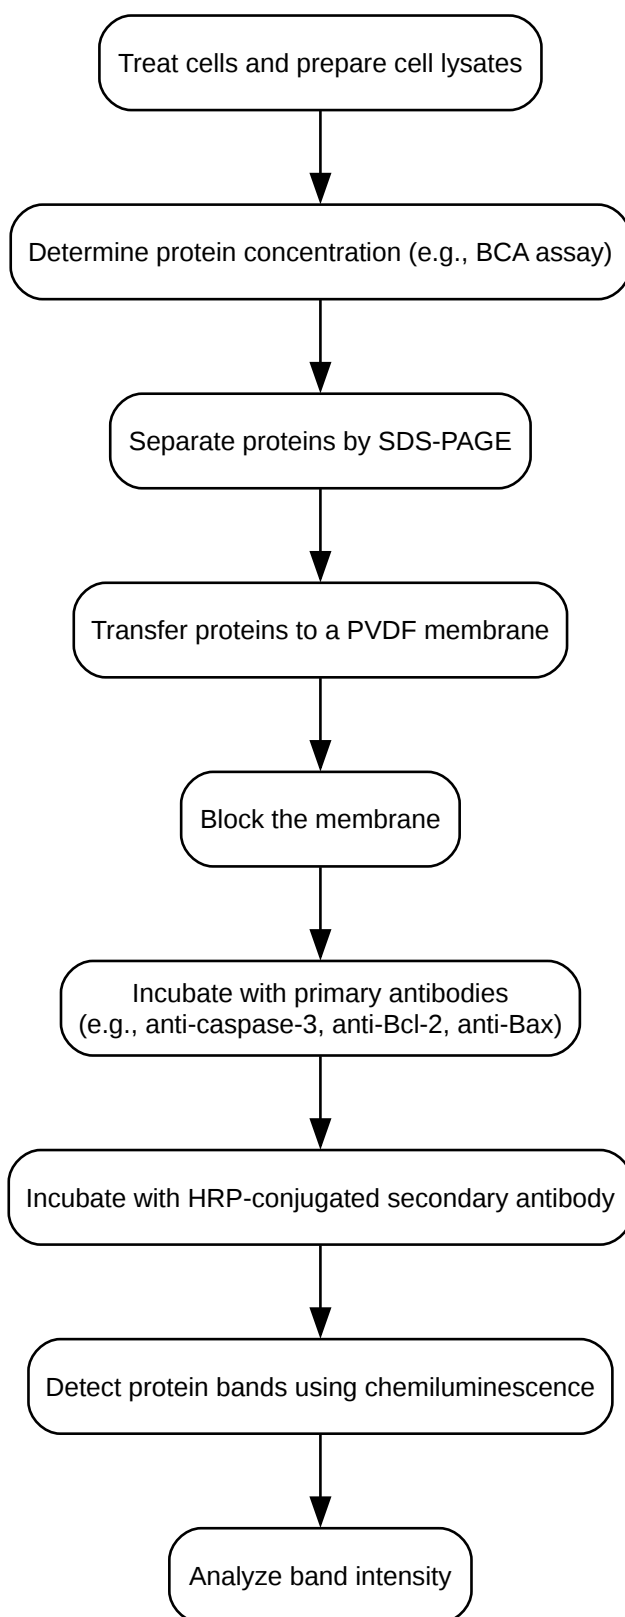 Treat cells and prepare cell lysates
Determine protein concentration (e.g., BCA assay)
Separate proteins by SDS-PAGE
Transfer proteins to a PVDF membrane
Block the membrane
Incubate with primary antibodies
(e.g., anti-caspase-3, anti-Bcl-2, anti-Bax)
Incubate with HRP-conjugated secondary antibody
Detect protein bands using chemiluminescence
Analyze band intensity